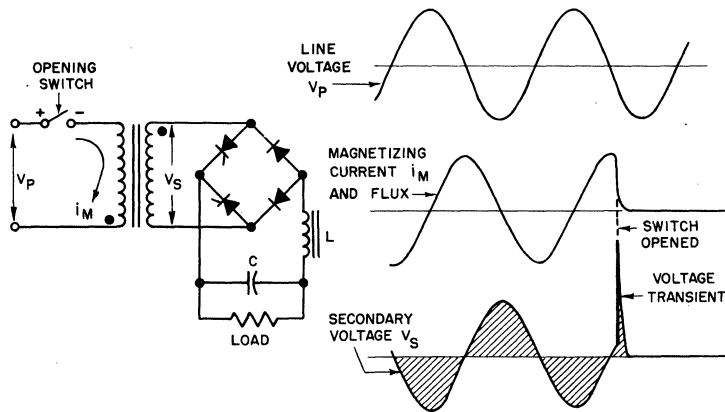 OPENING
SWITCH
+ −
V_P
i_M
V_S
C
L
LOAD
LINE
VOLTAGE
V_P
MAGNETIZING
CURRENT i_M
AND FLUX
SWITCH
OPENED
VOLTAGE
TRANSIENT
SECONDARY
VOLTAGE V_S